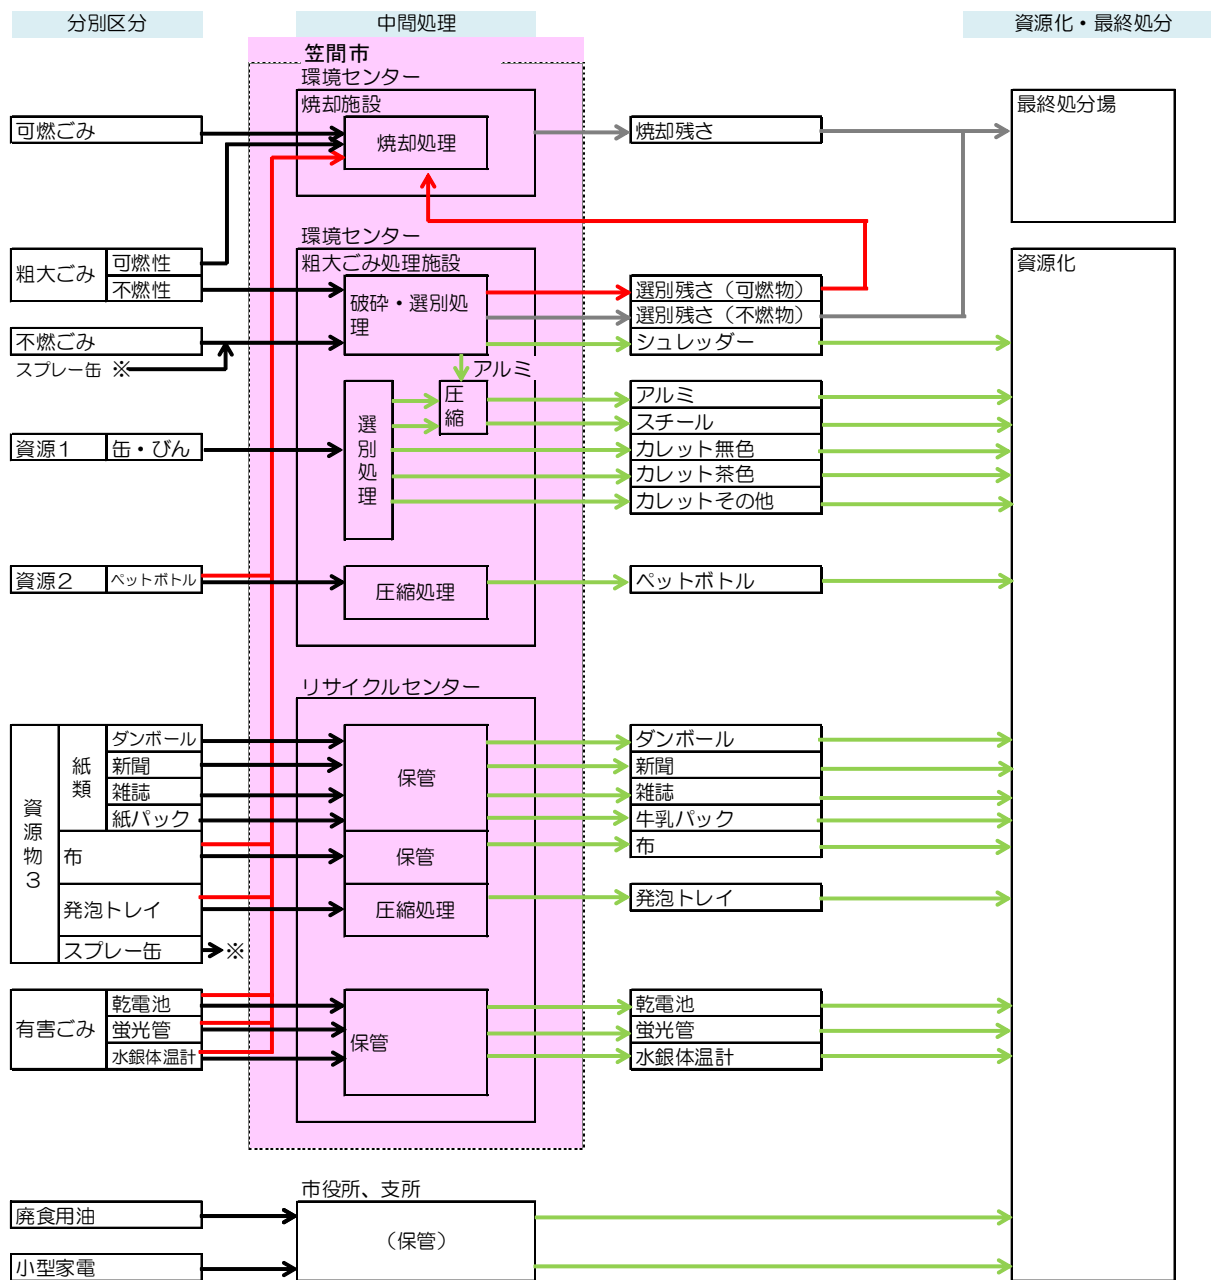 分別区分
中間処理
資源化・最終処分
笠間市
環境センター
焼却施設
可燃ごみ
焼却処理
焼却残さ
最終処分場
環境センター
粗大ごみ処理施設
粗大ごみ
可燃性
不燃性
破砕・選別処
理
選別残さ（可燃物）
選別残さ（不燃物）
シュレッダー
資源化
不燃ごみ
スプレー缶 ※
アルミ
圧
縮
選
別
処
理
アルミ
スチール
カレット無色
カレット茶色
カレットその他
資源1
缶・びん
資源2
ペットボトル
圧縮処理
ペットボトル
リサイクルセンター
資
源
物
3
紙
類
ダンボール
新聞
雑誌
紙パック
布
発泡トレイ
スプレー缶
※
保管
保管
圧縮処理
ダンボール
新聞
雑誌
牛乳パック
布
発泡トレイ
有害ごみ
乾電池
蛍光管
水銀体温計
保管
乾電池
蛍光管
水銀体温計
市役所、支所
廃食用油
（保管）
小型家電